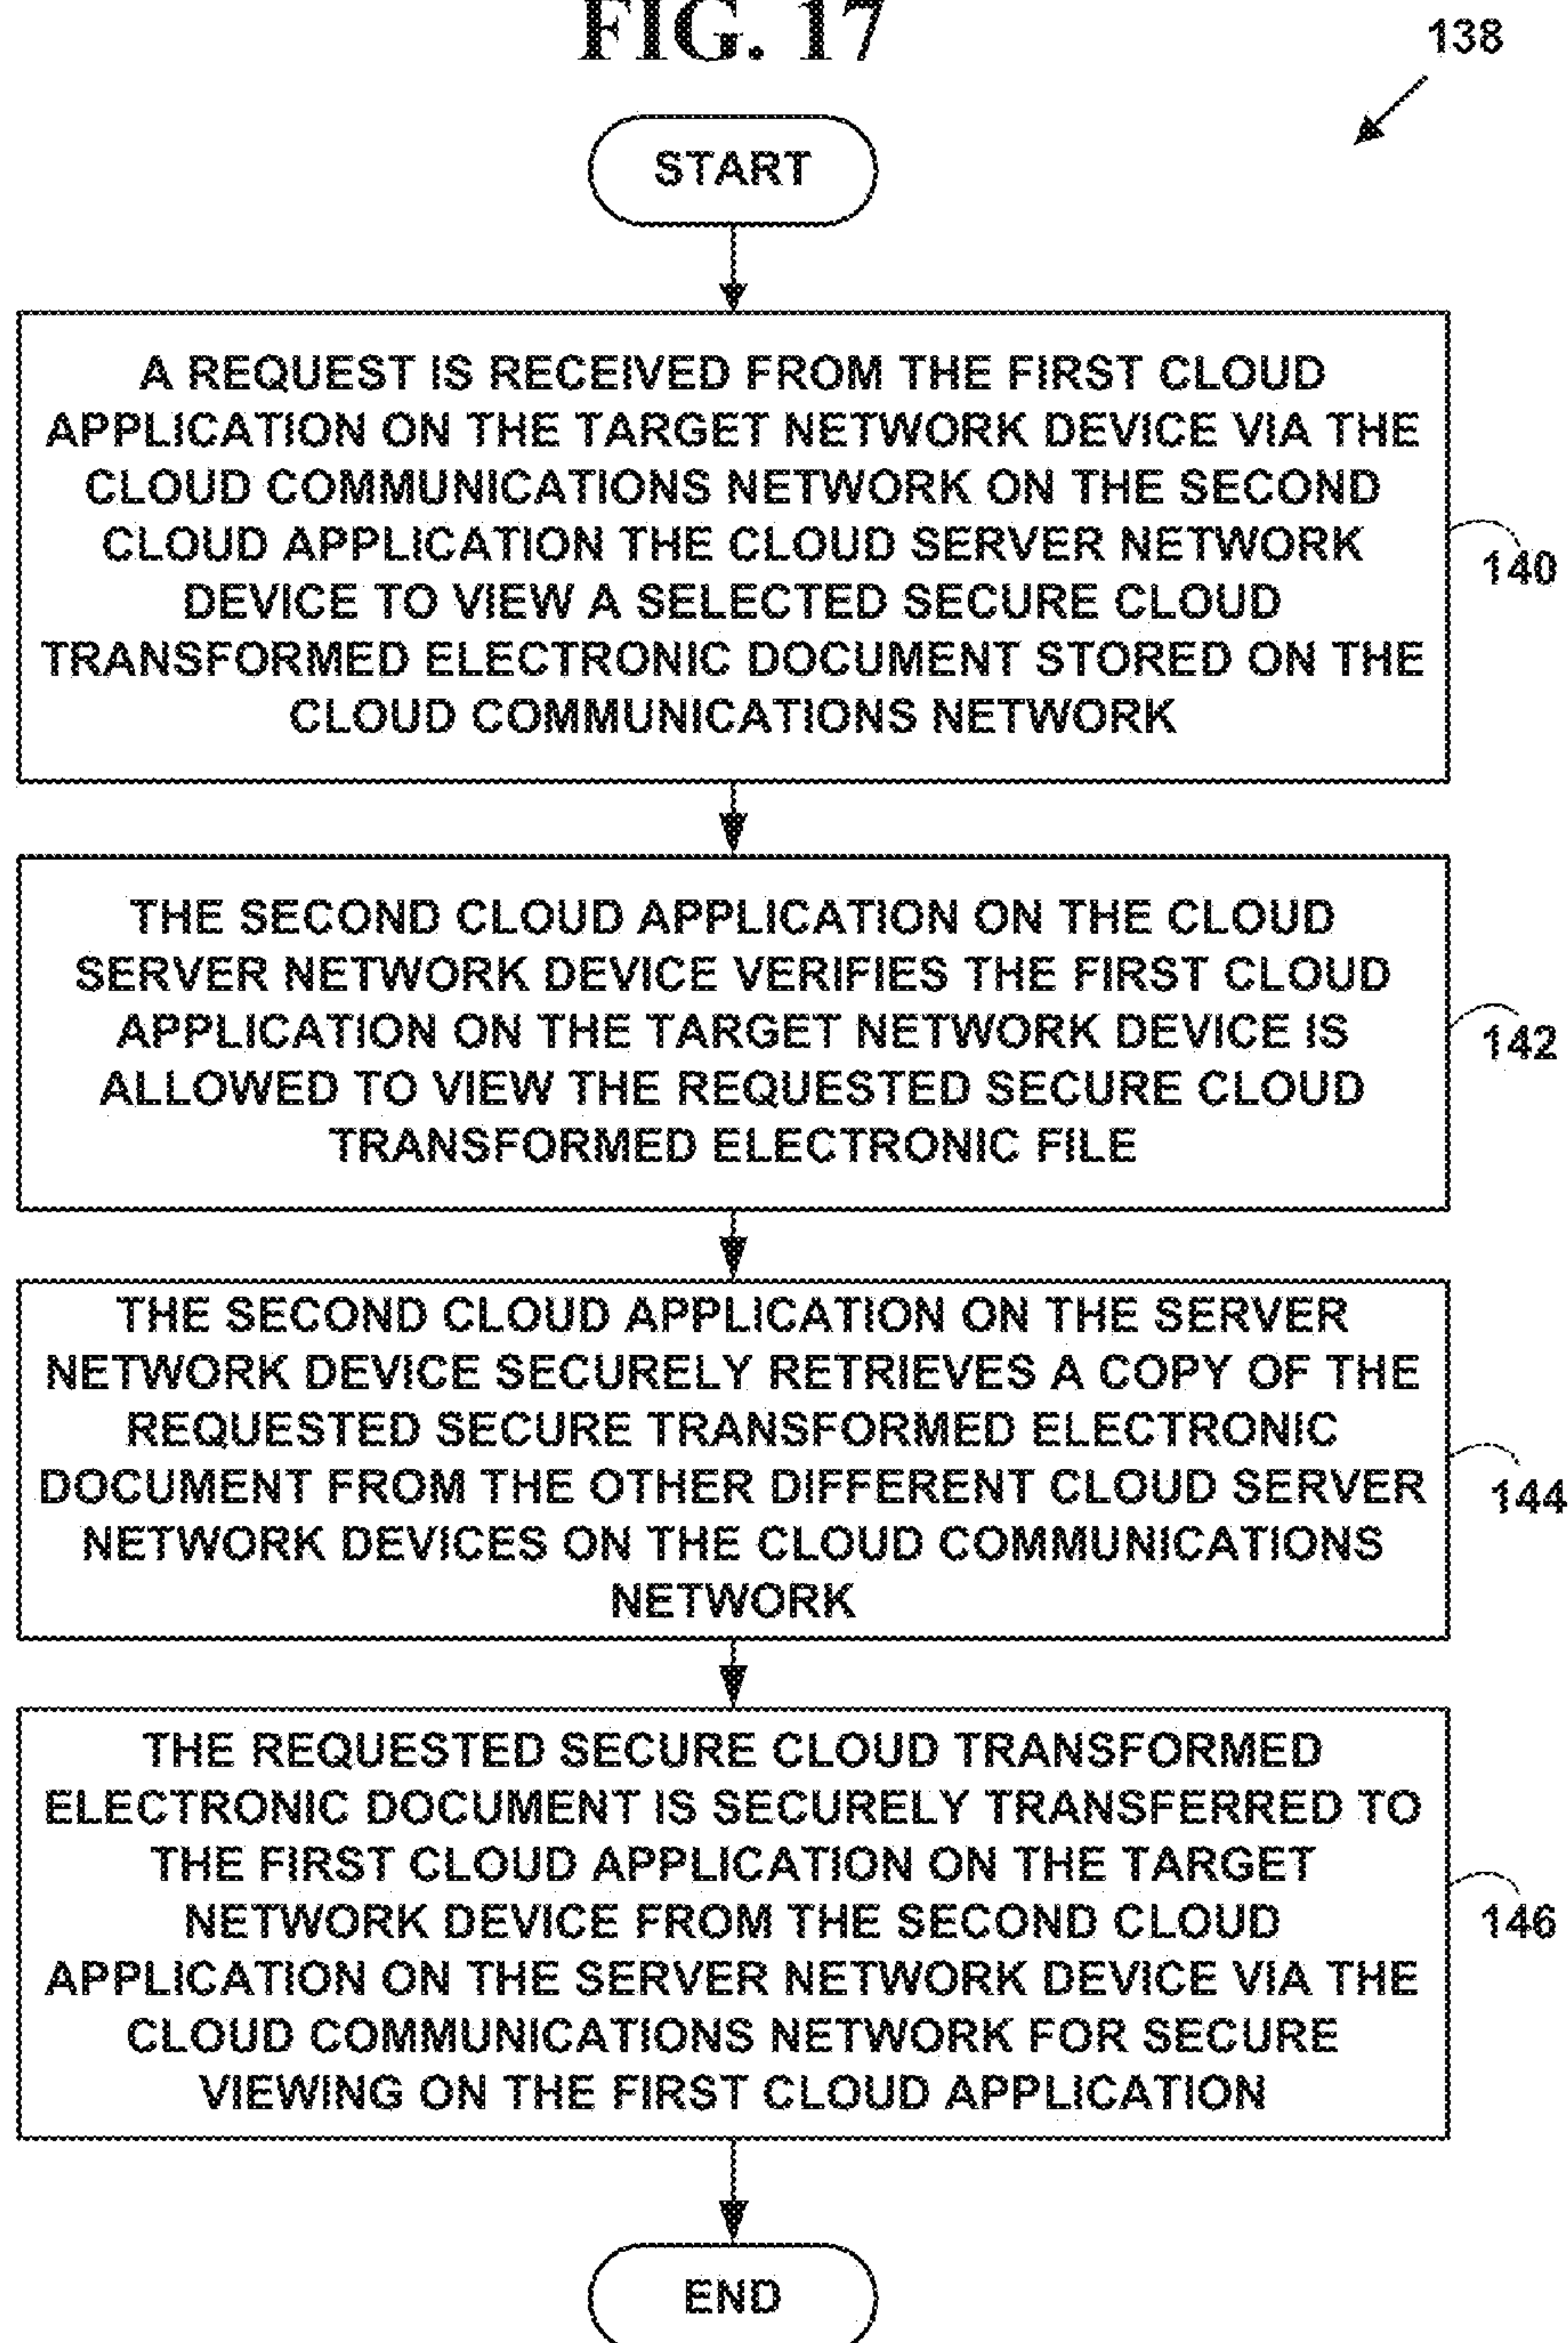 FIG. 17
138
START
A REQUEST IS RECEIVED FROM THE FIRST CLOUD
APPLICATION ON THE TARGET NETWORK DEVICE VIA THE
CLOUD COMMUNICATIONS NETWORK ON THE SECOND
CLOUD APPLICATION THE CLOUD SERVER NETWORK
DEVICE TO VIEW A SELECTED SECURE CLOUD
TRANSFORMED ELECTRONIC DOCUMENT STORED ON THE
CLOUD COMMUNICATIONS NETWORK
140
THE SECOND CLOUD APPLICATION ON THE CLOUD
SERVER NETWORK DEVICE VERIFIES THE FIRST CLOUD
APPLICATION ON THE TARGET NETWORK DEVICE IS
ALLOWED TO VIEW THE REQUESTED SECURE CLOUD
TRANSFORMED ELECTRONIC FILE
142
THE SECOND CLOUD APPLICATION ON THE SERVER
NETWORK DEVICE SECURELY RETRIEVES A COPY OF THE
REQUESTED SECURE TRANSFORMED ELECTRONIC
DOCUMENT FROM THE OTHER DIFFERENT CLOUD SERVER
NETWORK DEVICES ON THE CLOUD COMMUNICATIONS
NETWORK
144
THE REQUESTED SECURE CLOUD TRANSFORMED
ELECTRONIC DOCUMENT IS SECURELY TRANSFERRED TO
THE FIRST CLOUD APPLICATION ON THE TARGET
NETWORK DEVICE FROM THE SECOND CLOUD
APPLICATION ON THE SERVER NETWORK DEVICE VIA THE
CLOUD COMMUNICATIONS NETWORK FOR SECURE
VIEWING ON THE FIRST CLOUD APPLICATION
146
END